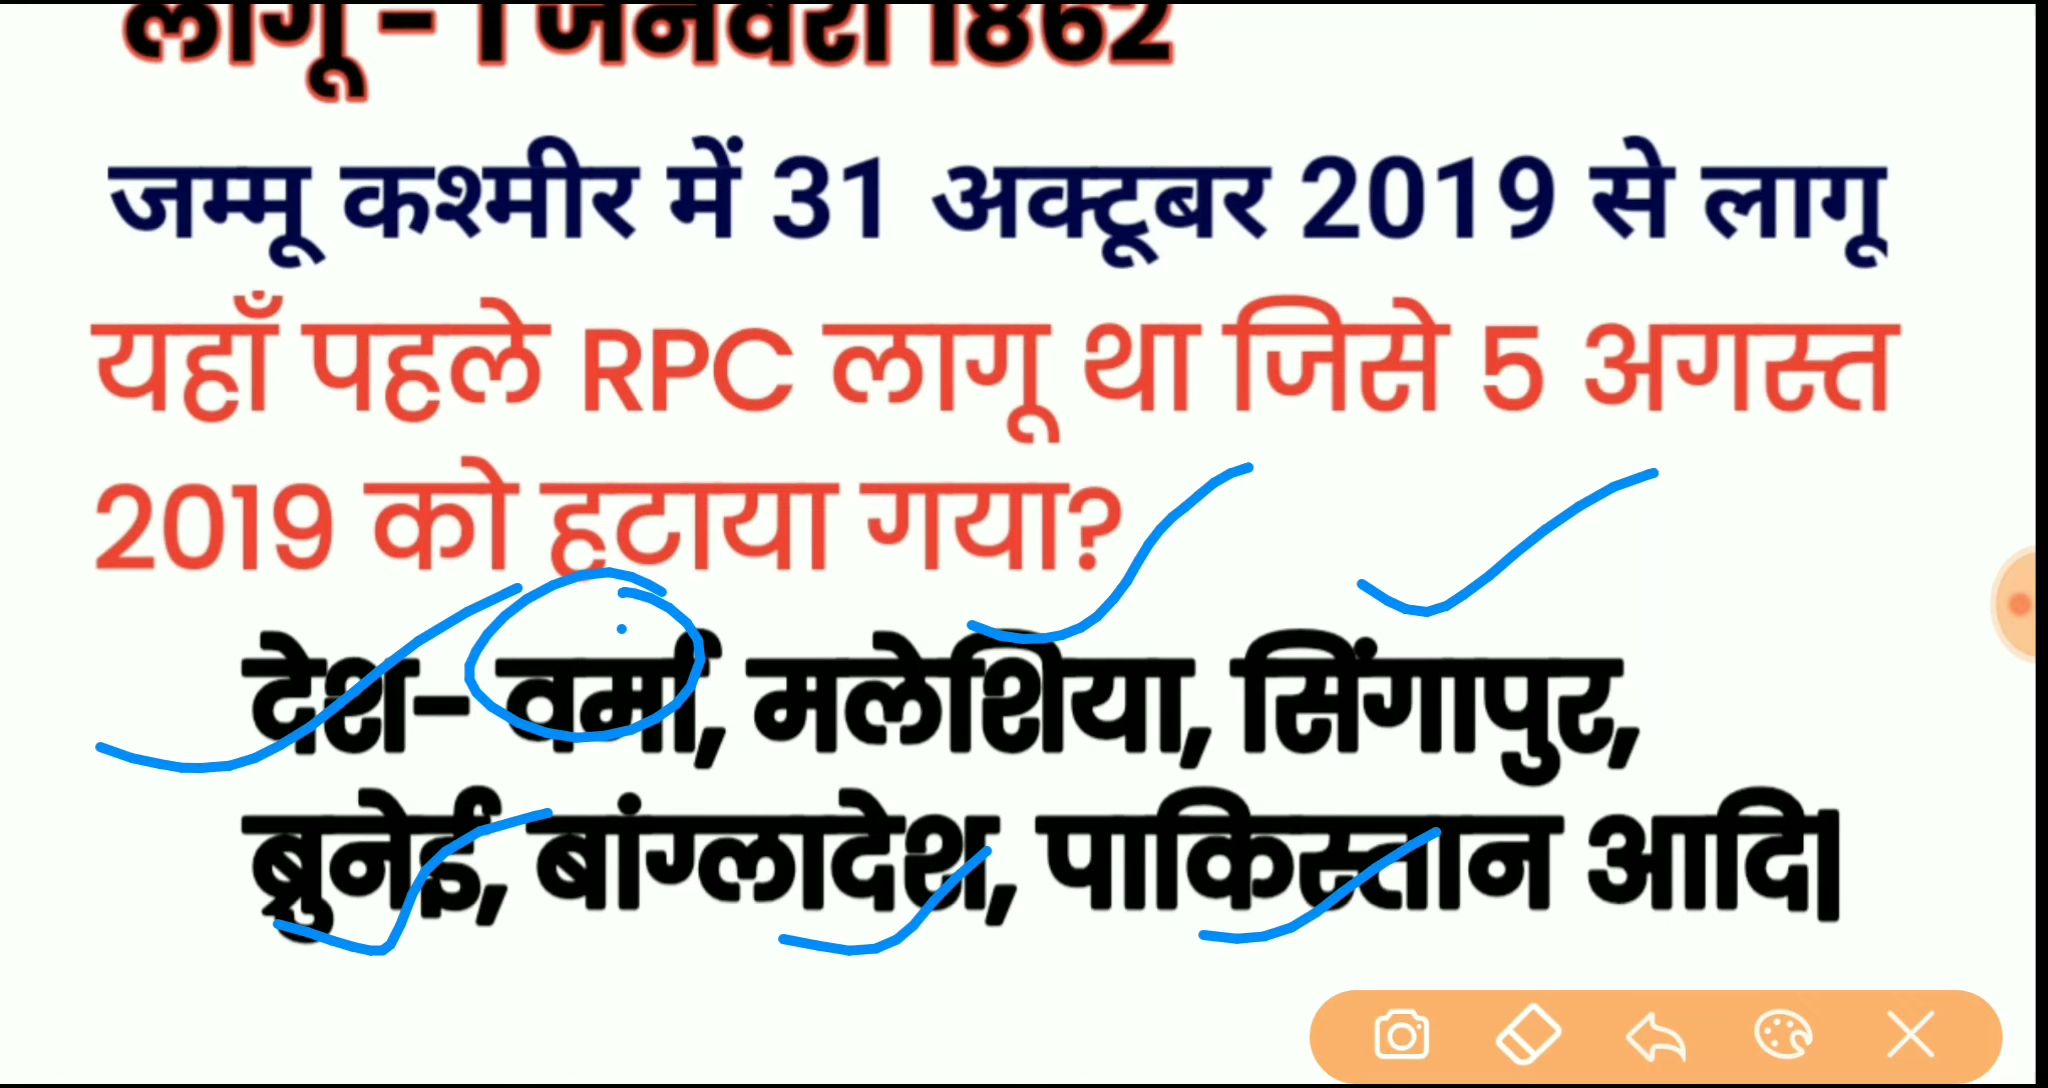 लागू - 1 जनवरी 1862
जम्मू कश्मीर में 31 अक्टूबर 2019 से लागू
यहाँ पहले RPC लागू था जिसे 5 अगस्त
2019 को हटाया गया?
देश- वर्मा, मलेशिया, सिंगापुर,
ब्रुनेई, बांग्लादेश, पाकिस्तान आदि|